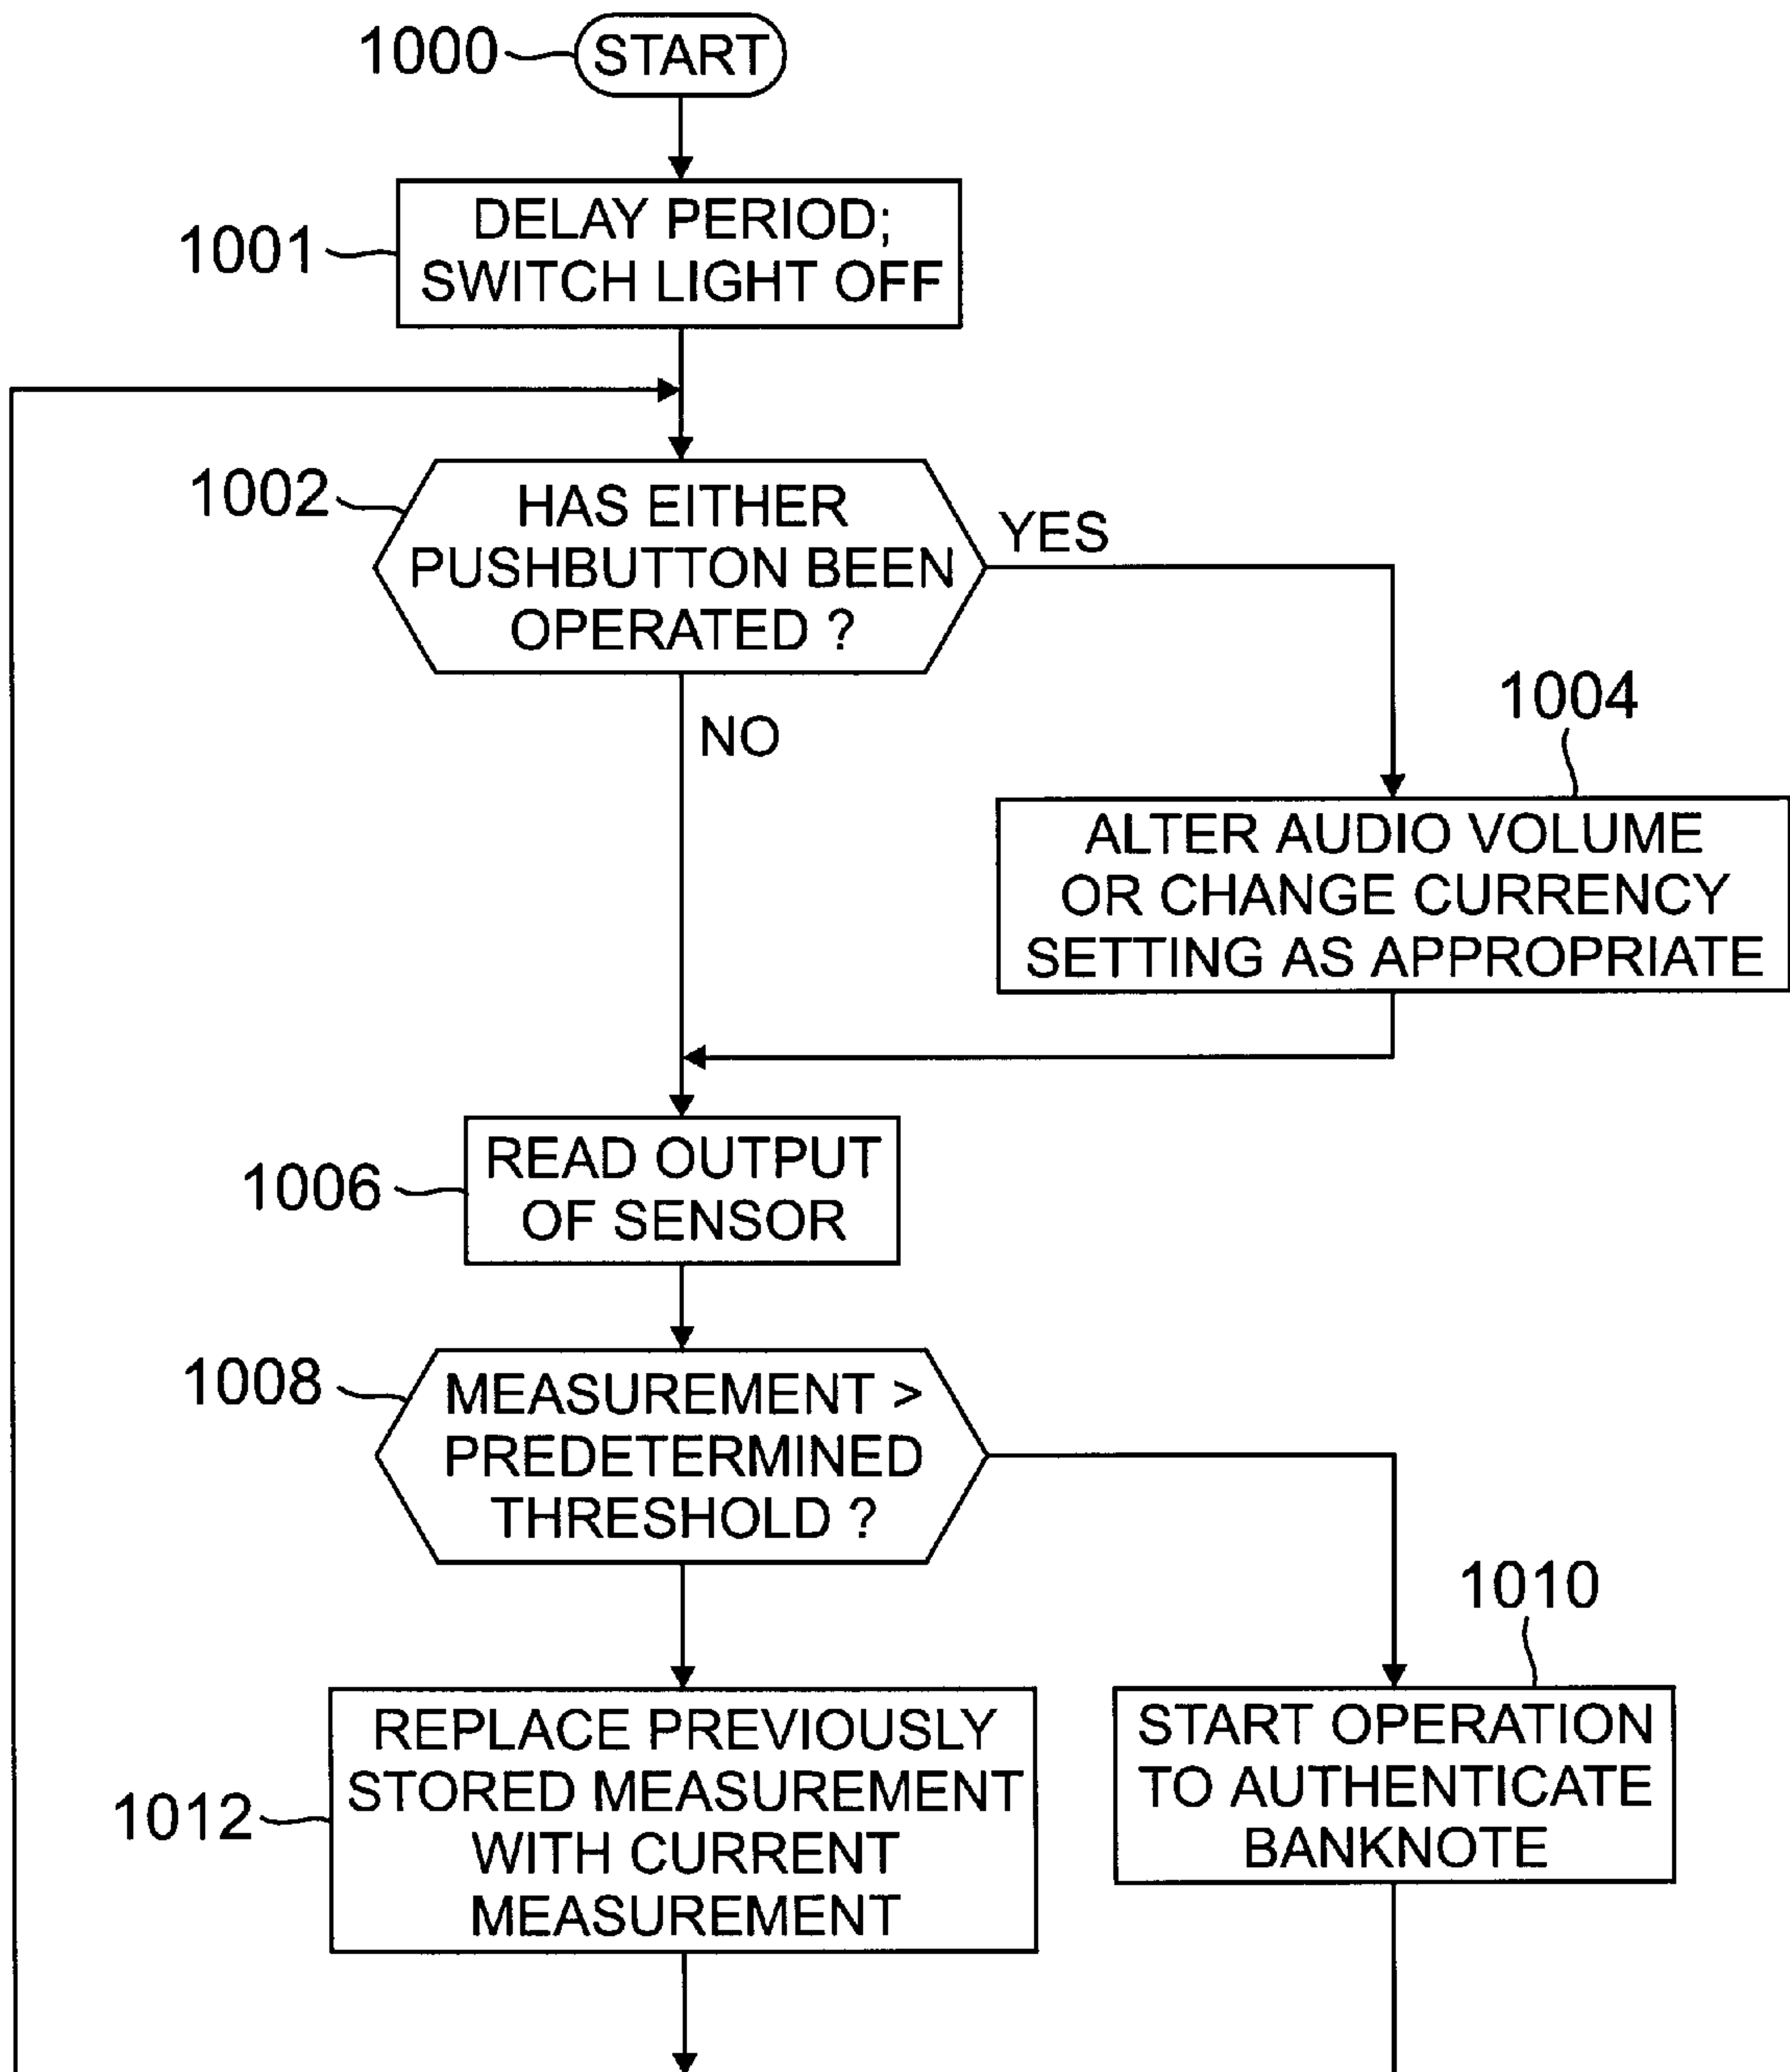 1000
START
1001
DELAY PERIOD;
SWITCH LIGHT OFF
1002
HAS EITHER
PUSHBUTTON BEEN
OPERATED ?
YES
NO
1004
ALTER AUDIO VOLUME
OR CHANGE CURRENCY
SETTING AS APPROPRIATE
1006
READ OUTPUT
OF SENSOR
1008
MEASUREMENT >
PREDETERMINED
THRESHOLD ?
1010
START OPERATION
TO AUTHENTICATE
BANKNOTE
1012
REPLACE PREVIOUSLY
STORED MEASUREMENT
WITH CURRENT
MEASUREMENT